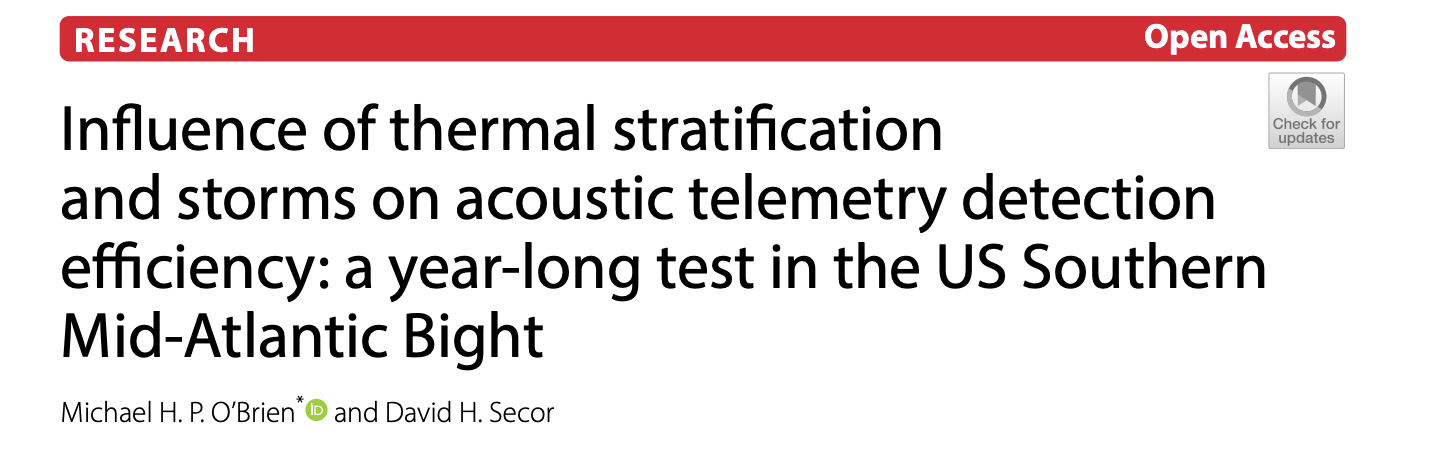 RESEARCH
Open Access
Influence of thermal stratification
and storms on acoustic telemetry detection
efficiency: a year-long test in the US Southern
Mid-Atlantic Bight
Check for
updates
Michael H. P. O’Brien* iD and David H. Secor